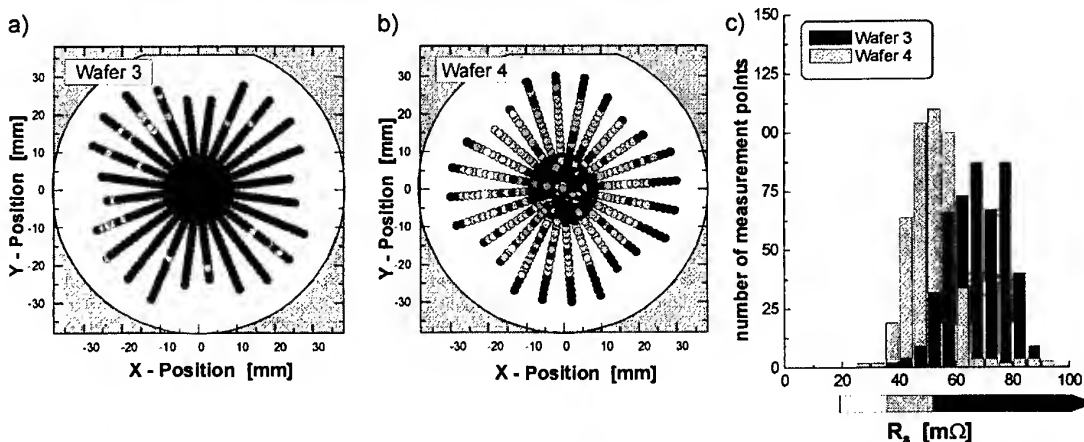 a)
Wafer 3
30
20
10
0
-10
-20
-30
Y - Position [mm]
-30 -20 -10 0 10 20 30
X - Position [mm]
b)
Wafer 4
30
20
10
0
-10
-20
-30
Y - Position [mm]
-30 -20 -10 0 10 20 30
X - Position [mm]
c)
150
125
00
75
50
25
0
number of measurement points
Wafer 3
Wafer 4
0 20 40 60 80 100
Rs [mΩ]